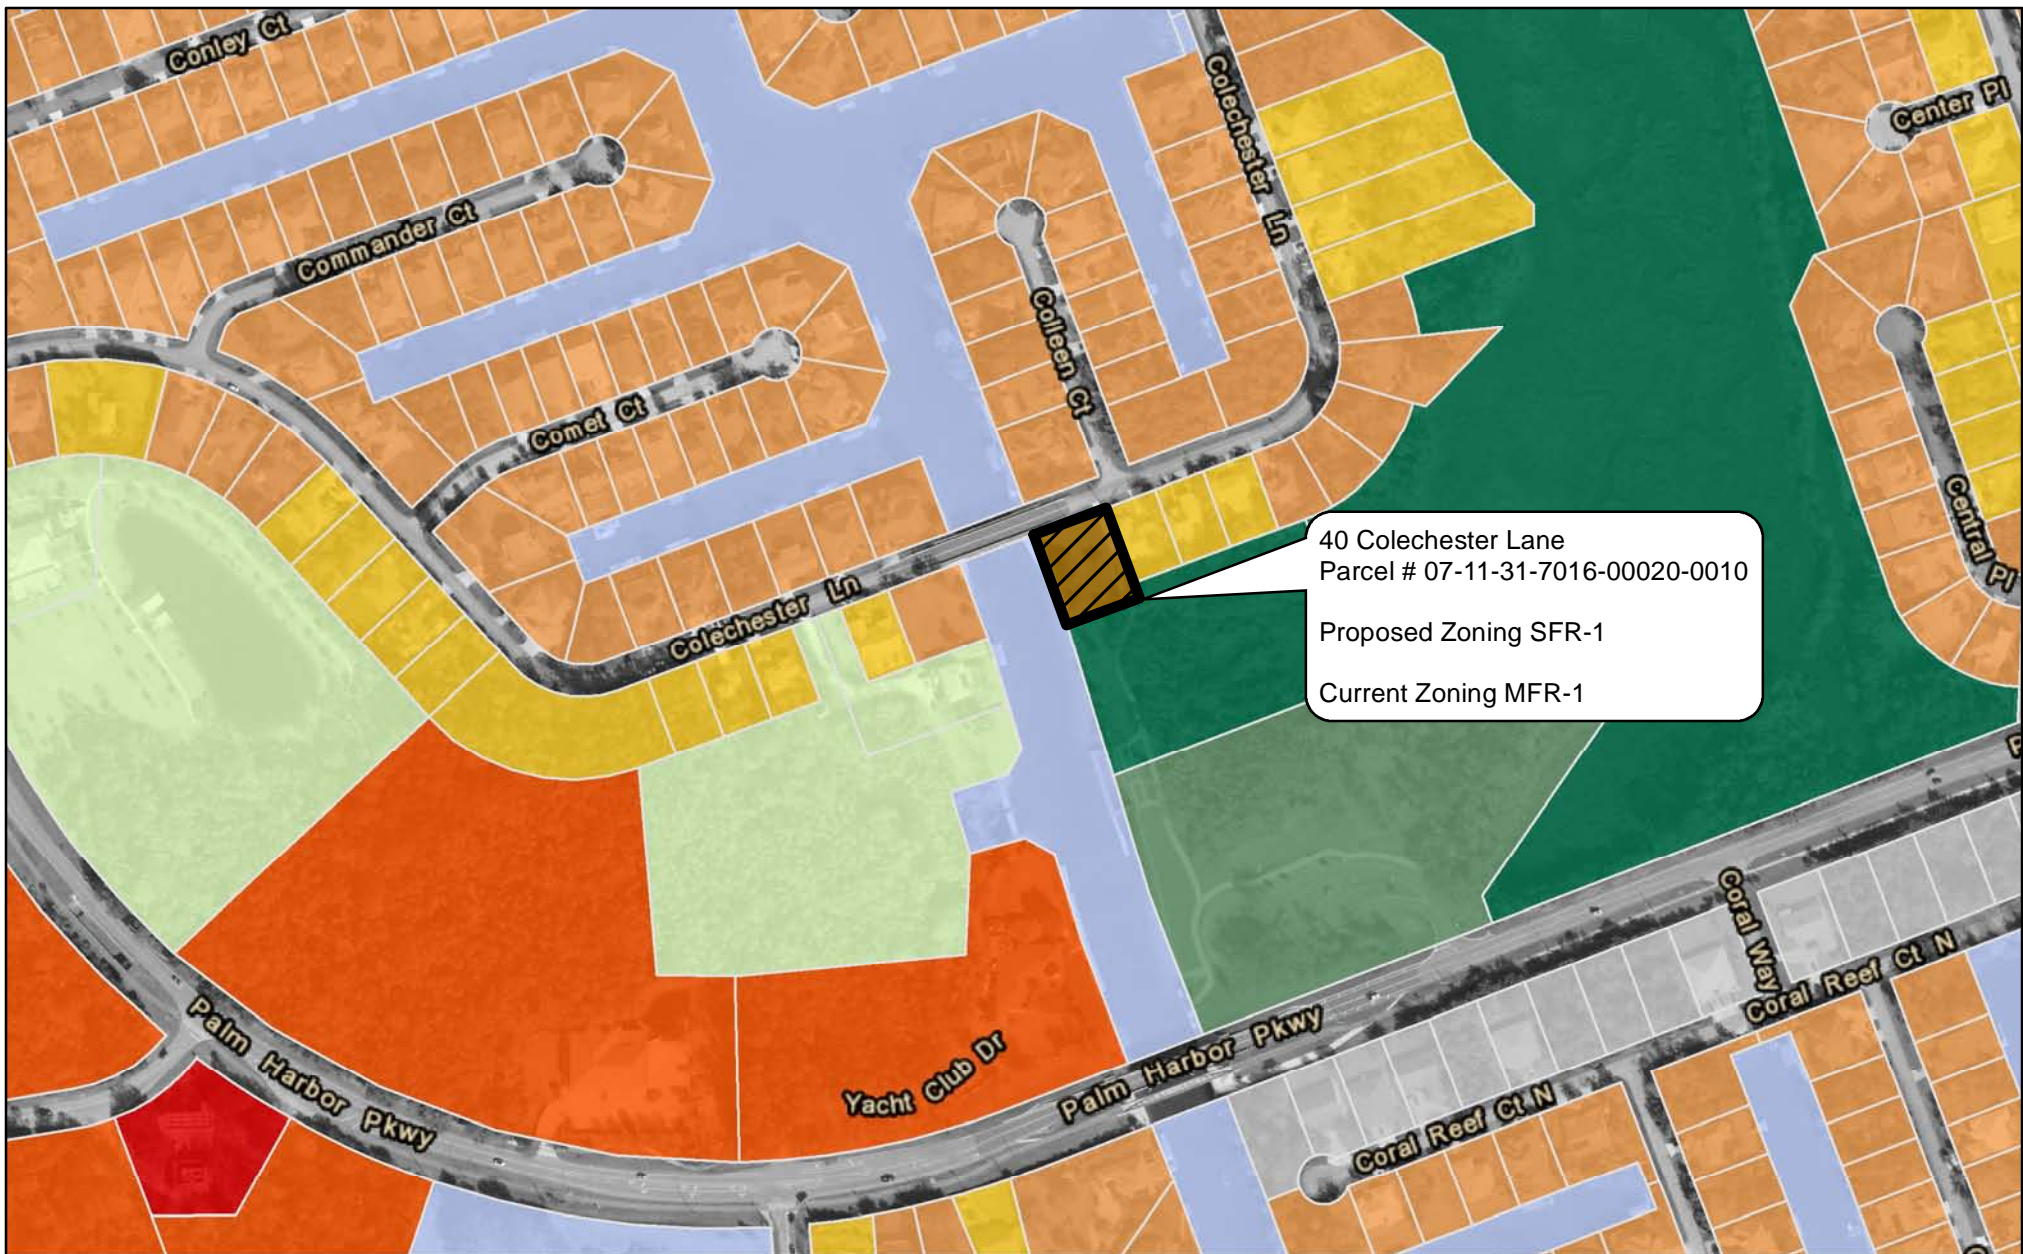 Conley Ct
Colechester Ln
Center Pl
Commander Ct
Colleen Ct
Comet Ct
Central Pl
40 Colechester Lane
Parcel # 07-11-31-7016-00020-0010
Proposed Zoning SFR-1
Current Zoning MFR-1
Colechester Ln
Coral Way
Coral Reef Ct N
Palm Harbor Pkwy
Yacht Club Dr
Palm Harbor Pkwy
Coral Reef Ct N